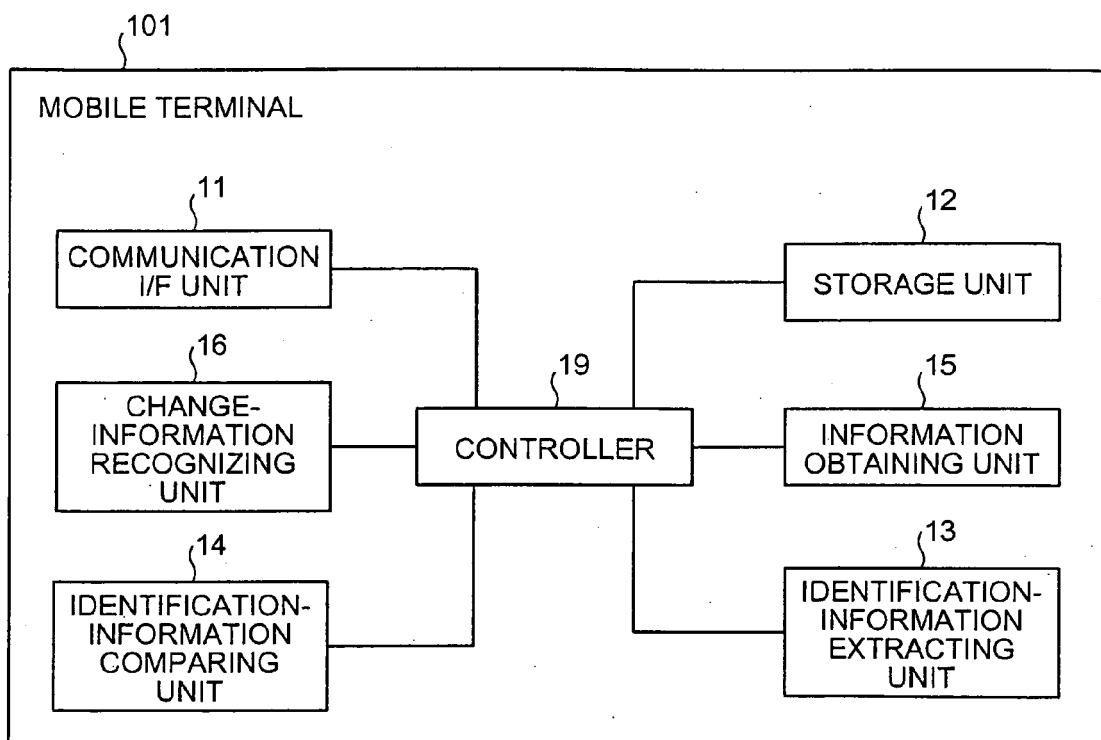 101
MOBILE TERMINAL
11
COMMUNICATION
I/F UNIT
12
STORAGE UNIT
16
CHANGE-
INFORMATION
RECOGNIZING
UNIT
19
CONTROLLER
15
INFORMATION
OBTAINING UNIT
14
IDENTIFICATION-
INFORMATION
COMPARING
UNIT
13
IDENTIFICATION-
INFORMATION
EXTRACTING
UNIT